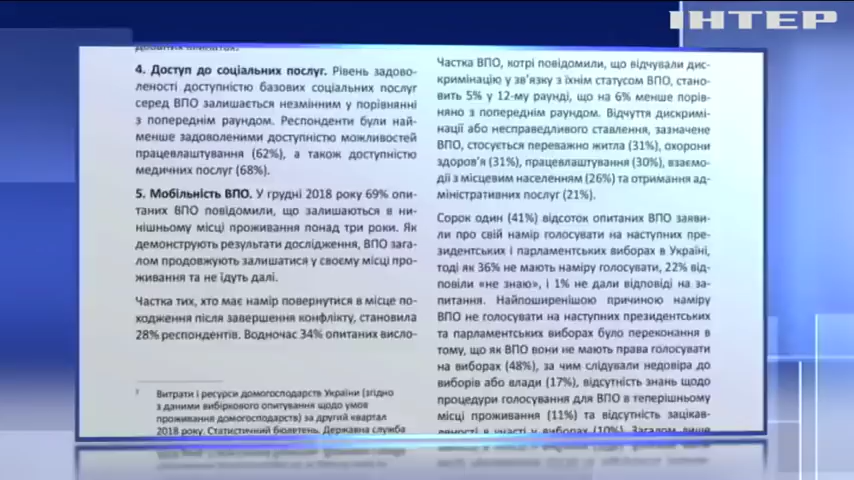 ІНТЕР
4. Доступ до соціальних послуг. Рівень задово-
леності доступністю базових соціальних послуг
серед ВПО залишається незмінним у порівнянні
з попереднім раундом. Респонденти були най-
менше задоволеними доступністю можливостей
працевлаштування (62%), а також доступністю
медичних послуг (68%).
5. Мобільність ВПО. У грудні 2018 року 69% опи-
таних ВПО повідомили, що залишаються в ни-
нішньому місці проживання понад три роки. Як
демонструють результати дослідження, ВПО зага-
лом продовжують залишатися у своєму місці про-
живання та не їдуть далі.
Частка тих, хто має намір повернутися в місце по-
ходження після завершення конфлікту, становила
28% респондентів. Водночас 34% опитаних висло-
7 Витрати і ресурси домогосподарств України (згідно
з даними вибіркового опитування щодо умов
проживання домогосподарств) за другий квартал
2018 року. Статистичний бюлетень. Державна служба
Частка ВПО, котрі повідомили, що відчували дис-
кримінацію у зв’язку з їхнім статусом ВПО, стано-
вить 5% у 12-му раунді, що на 6% менше порів-
няно з попереднім раундом. Відчуття дискримі-
нації або несправедливого ставлення, зазначене
ВПО, стосується переважно житла (31%), охорони
здоров’я (31%), працевлаштування (30%), взаємо-
дії з місцевим населенням (26%) та отримання ад-
міністративних послуг (21%).
Сорок один (41%) відсоток опитаних ВПО заяви-
ли про свій намір голосувати на наступних пре-
зидентських і парламентських виборах в Україні,
тоді як 36% не мають наміру голосувати, 22% від-
повіли «не знаю», і 1% не дали відповіді на за-
питання. Найпоширенішою причиною наміру
ВПО не голосувати на наступних президентських
та парламентських виборах було переконання в
тому, що як ВПО вони не мають права голосувати
на виборах (48%), за чим слідували недовіра до
виборів або влади (17%), відсутність знань щодо
процедури голосування для ВПО в теперішньому
місці проживання (11%) та відсутність зацікав-
леності в участі у виборах (10%). Загалом лише